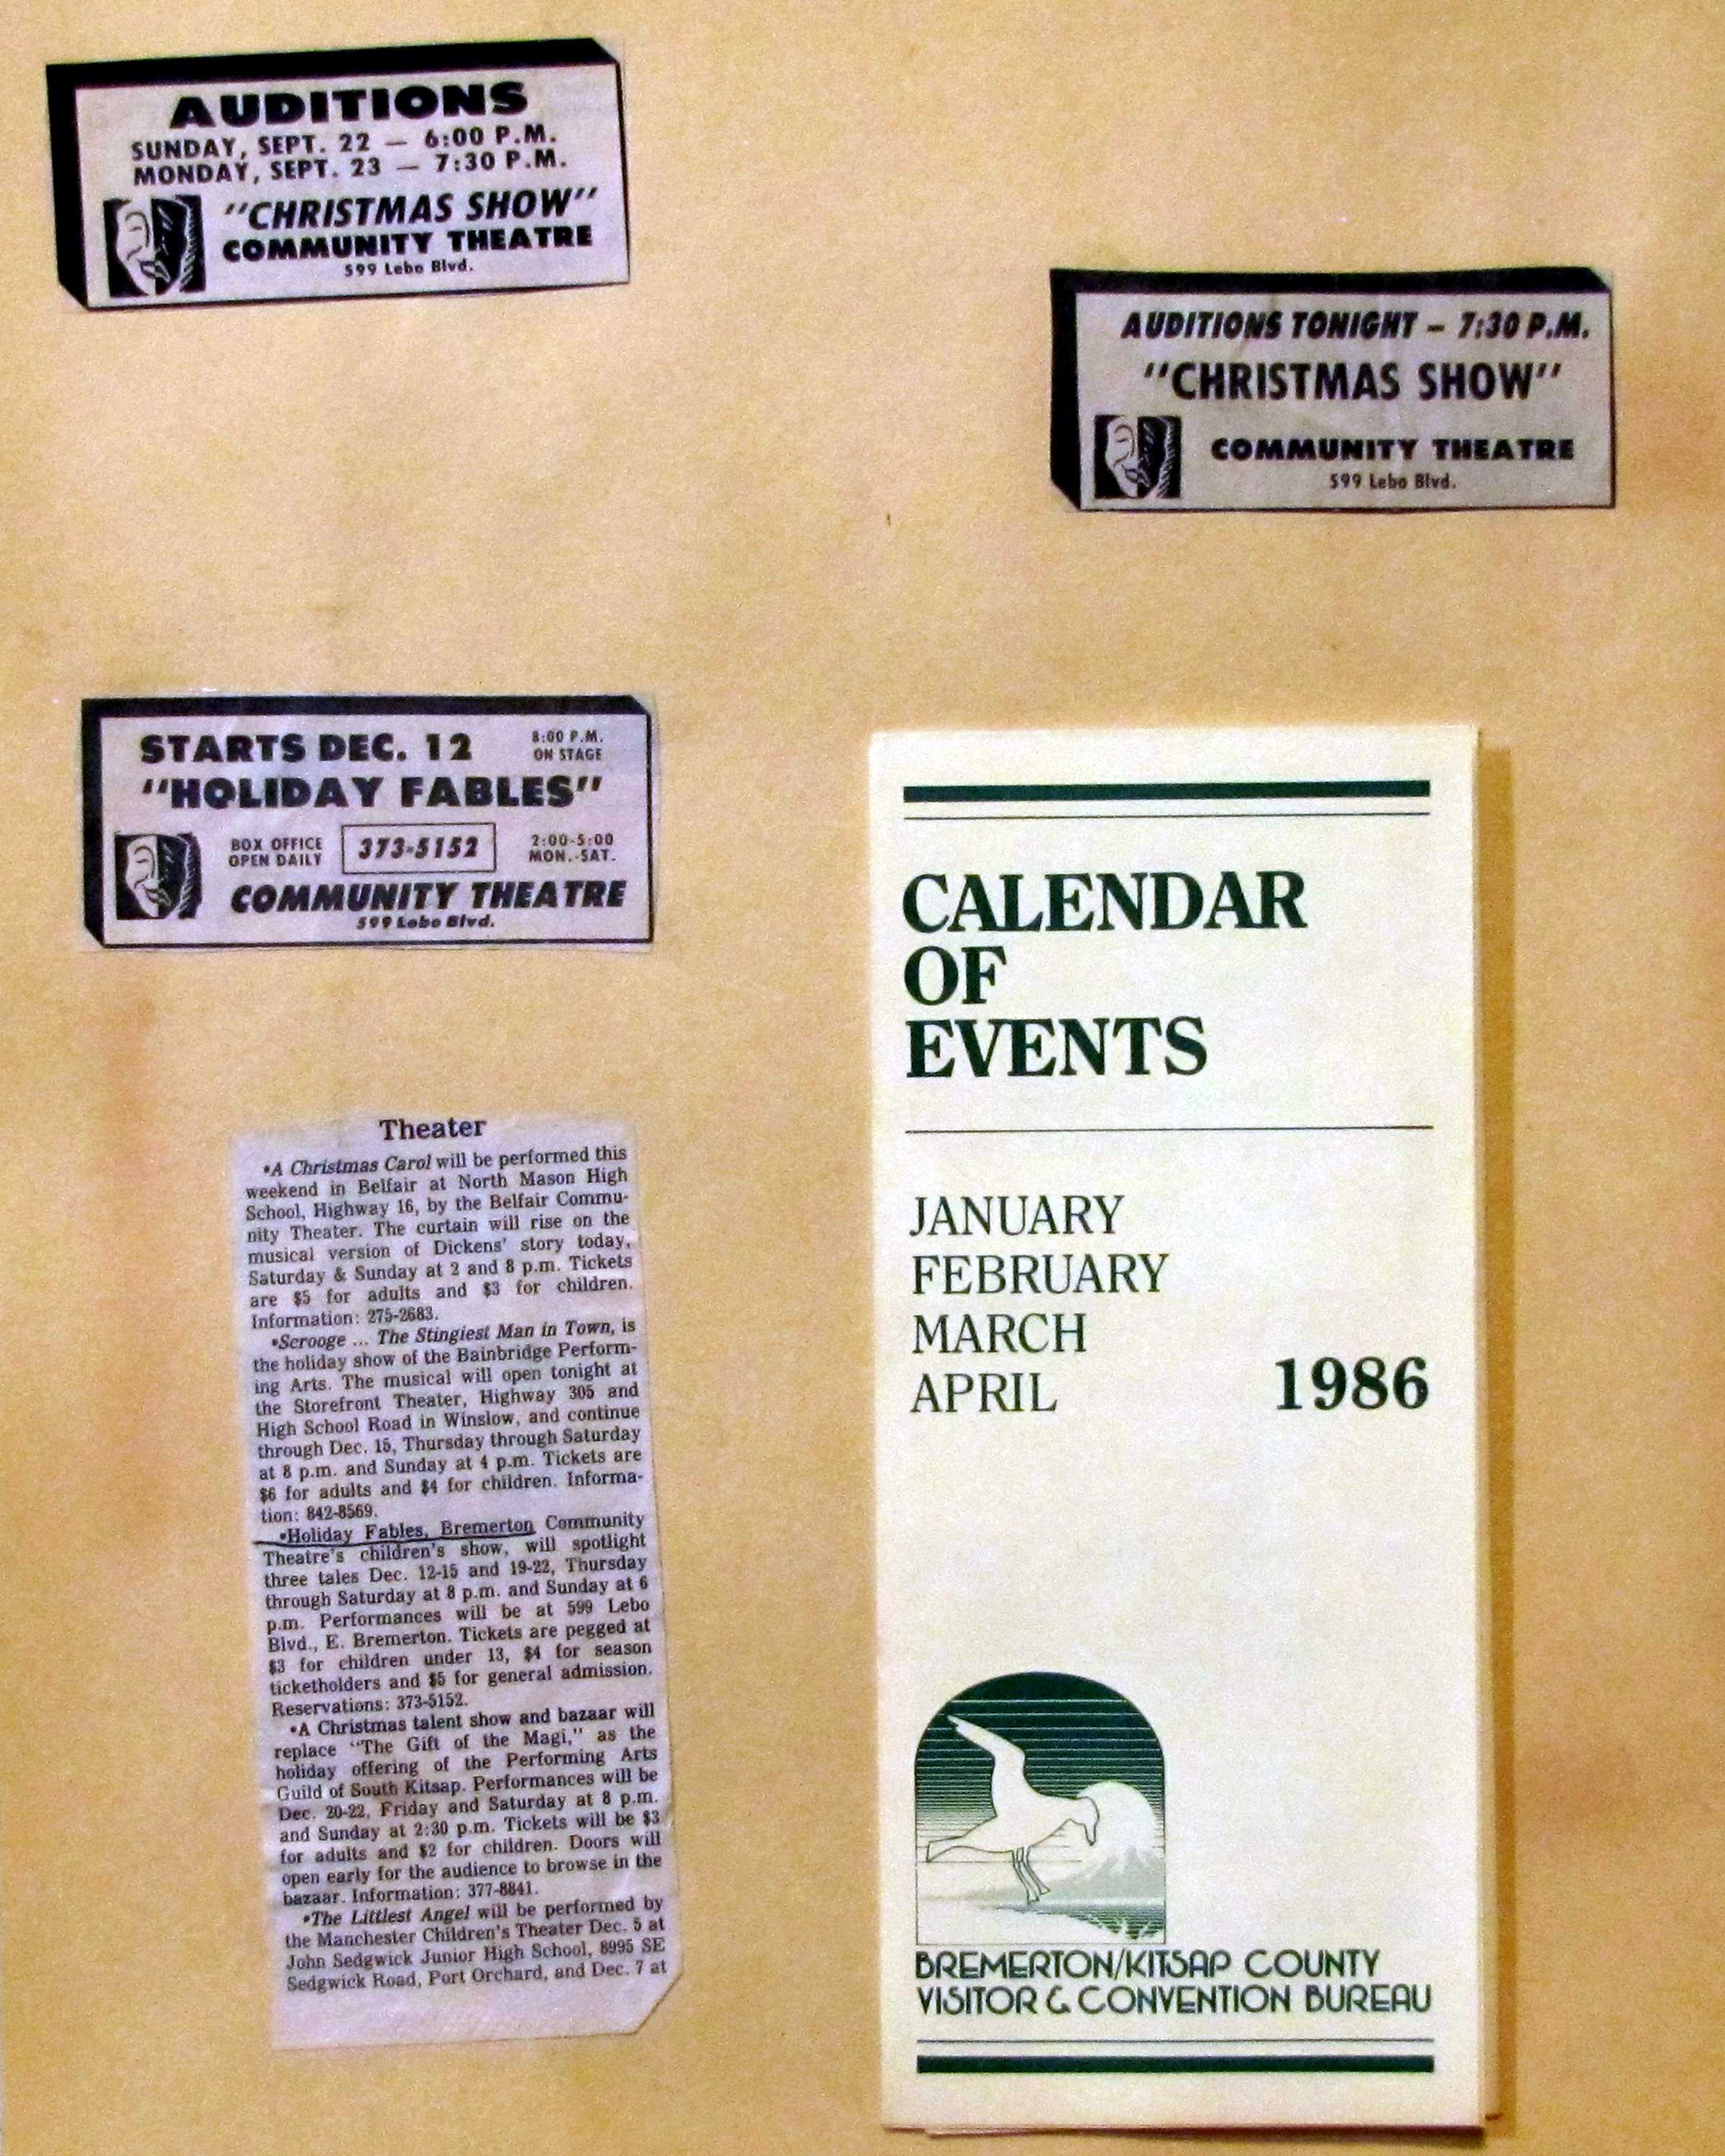 AUDITIONS
SUNDAY, SEPT. 22 — 6:00 P.M.
MONDAY, SEPT. 23 — 7:30 P.M.
"CHRISTMAS SHOW"
COMMUNITY THEATRE
599 Lebo Blvd.
AUDITIONS TONIGHT – 7:30 P.M.
"CHRISTMAS SHOW"
COMMUNITY THEATRE
599 Lebo Blvd.
STARTS DEC. 12
8:00 P.M.
ON STAGE
"HOLIDAY FABLES"
BOX OFFICE
OPEN DAILY
373-5152
2:00-5:00
MON.-SAT.
COMMUNITY THEATRE
599 Lebo Blvd.
Theater
•A Christmas Carol will be performed this
weekend in Belfair at North Mason High
School, Highway 16, by the Belfair Commu-
nity Theater. The curtain will rise on the
musical version of Dickens' story today,
Saturday & Sunday at 2 and 8 p.m. Tickets
are $5 for adults and $3 for children.
Information: 275-2683.
•Scrooge ... The Stingiest Man in Town, is
the holiday show of the Bainbridge Perform-
ing Arts. The musical will open tonight at
the Storefront Theater, Highway 305 and
High School Road in Winslow, and continue
through Dec. 15, Thursday through Saturday
at 8 p.m. and Sunday at 4 p.m. Tickets are
$6 for adults and $4 for children. Informa-
tion: 842-8569.
•Holiday Fables, Bremerton Community
Theatre's children's show, will spotlight
three tales Dec. 12-15 and 19-22, Thursday
through Saturday at 8 p.m. and Sunday at 6
p.m. Performances will be at 599 Lebo
Blvd., E. Bremerton. Tickets are pegged at
$3 for children under 13, $4 for season
ticketholders and $5 for general admission.
Reservations: 373-5152.
•A Christmas talent show and bazaar will
replace "The Gift of the Magi," as the
holiday offering of the Performing Arts
Guild of South Kitsap. Performances will be
Dec. 20-22, Friday and Saturday at 8 p.m.
and Sunday at 2:30 p.m. Tickets will be $3
for adults and $2 for children. Doors will
open early for the audience to browse in the
bazaar. Information: 377-8841.
•The Littlest Angel will be performed by
the Manchester Children's Theater Dec. 5 at
John Sedgwick Junior High School, 8995 SE
Sedgwick Road, Port Orchard, and Dec. 7 at
CALENDAR
OF
EVENTS
JANUARY
FEBRUARY
MARCH
APRIL 1986
BREMERTON/KITSAP COUNTY
VISITOR & CONVENTION BUREAU